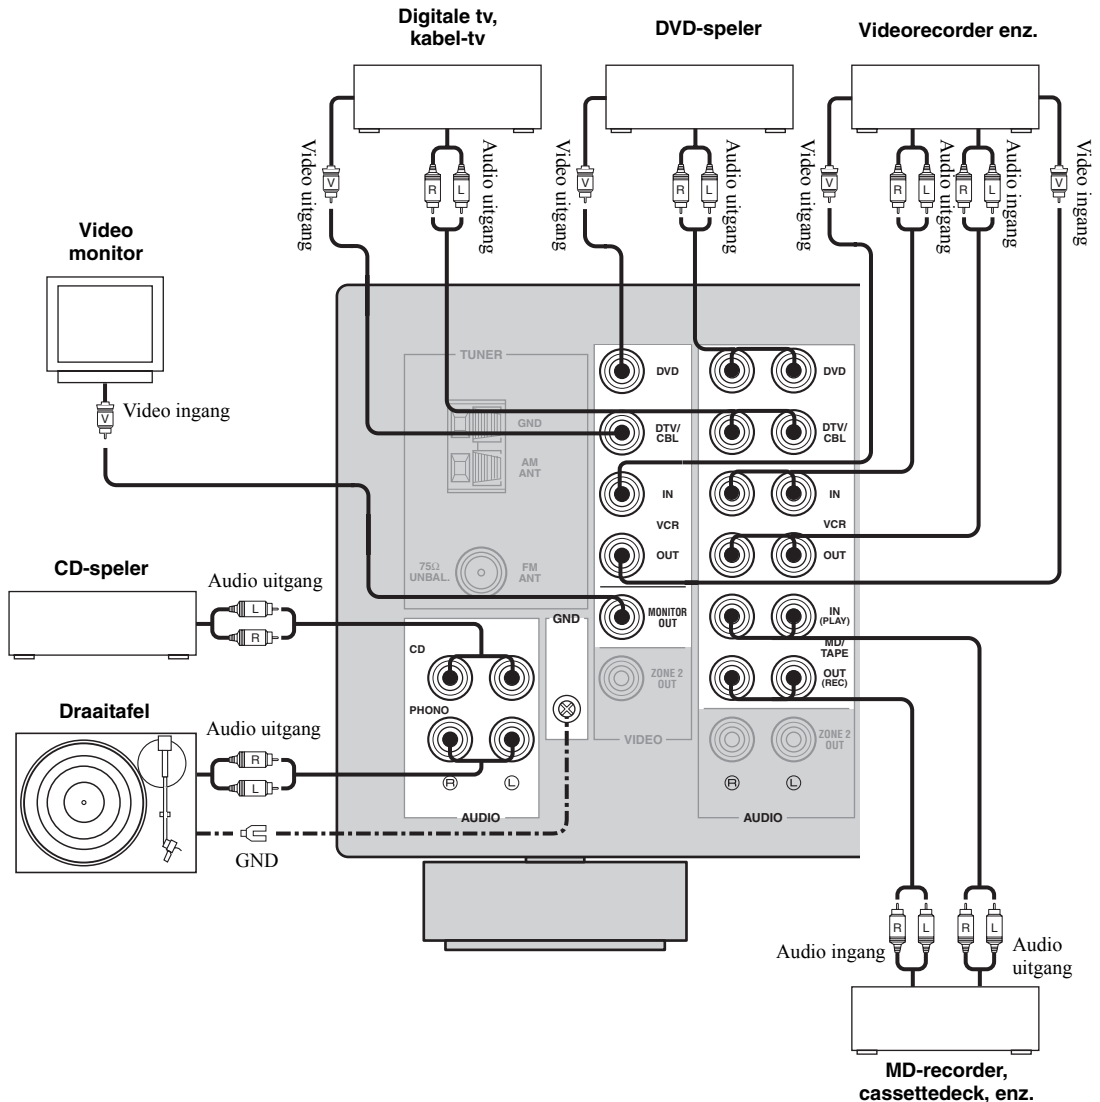 Digitale tv,
kabel-tv
DVD-speler
Videorecorder enz.
Video uitgang
V
R
L
Audio uitgang
Video uitgang
V
R
L
Audio uitgang
Video uitgang
V
R
L
Audio uitgang
R
L
Audio ingang
V
Video ingang
Video
monitor
V
Video ingang
TUNER
GND
AM
ANT
75Ω
UNBAL.
FM
ANT
DVD
DTV/
CBL
IN
VCR
OUT
MONITOR
OUT
ZONE 2
OUT
VIDEO
DVD
DTV/
CBL
IN
VCR
OUT
IN
(PLAY)
MD/
TAPE
OUT
(REC)
ZONE 2
OUT
R
L
AUDIO
CD-speler
Audio uitgang
L
R
CD
PHONO
GND
R
L
AUDIO
Draaitafel
Audio uitgang
R
L
GND
Audio ingang
R
L
R
L
Audio
uitgang
MD-recorder,
cassettedeck, enz.